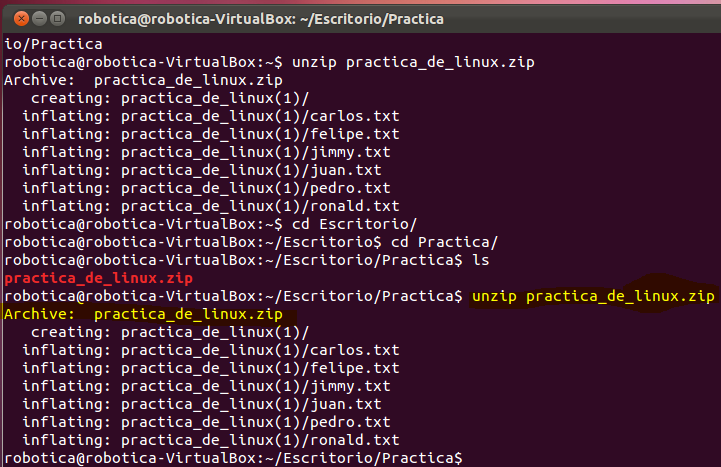 robotica@robotica-VirtualBox: ~/Escritorio/Practica
io/Practica
robotica@robotica-VirtualBox:~$ unzip practica_de_linux.zip
Archive:  practica_de_linux.zip
   creating: practica_de_linux(1)/
  inflating: practica_de_linux(1)/carlos.txt
  inflating: practica_de_linux(1)/felipe.txt
  inflating: practica_de_linux(1)/jimmy.txt
  inflating: practica_de_linux(1)/juan.txt
  inflating: practica_de_linux(1)/pedro.txt
  inflating: practica_de_linux(1)/ronald.txt
robotica@robotica-VirtualBox:~$ cd Escritorio/
robotica@robotica-VirtualBox:~/Escritorio$ cd Practica/
robotica@robotica-VirtualBox:~/Escritorio/Practica$ ls
practica_de_linux.zip
robotica@robotica-VirtualBox:~/Escritorio/Practica$ unzip practica_de_linux.zip
Archive:  practica_de_linux.zip
   creating: practica_de_linux(1)/
  inflating: practica_de_linux(1)/carlos.txt
  inflating: practica_de_linux(1)/felipe.txt
  inflating: practica_de_linux(1)/jimmy.txt
  inflating: practica_de_linux(1)/juan.txt
  inflating: practica_de_linux(1)/pedro.txt
  inflating: practica_de_linux(1)/ronald.txt
robotica@robotica-VirtualBox:~/Escritorio/Practica$